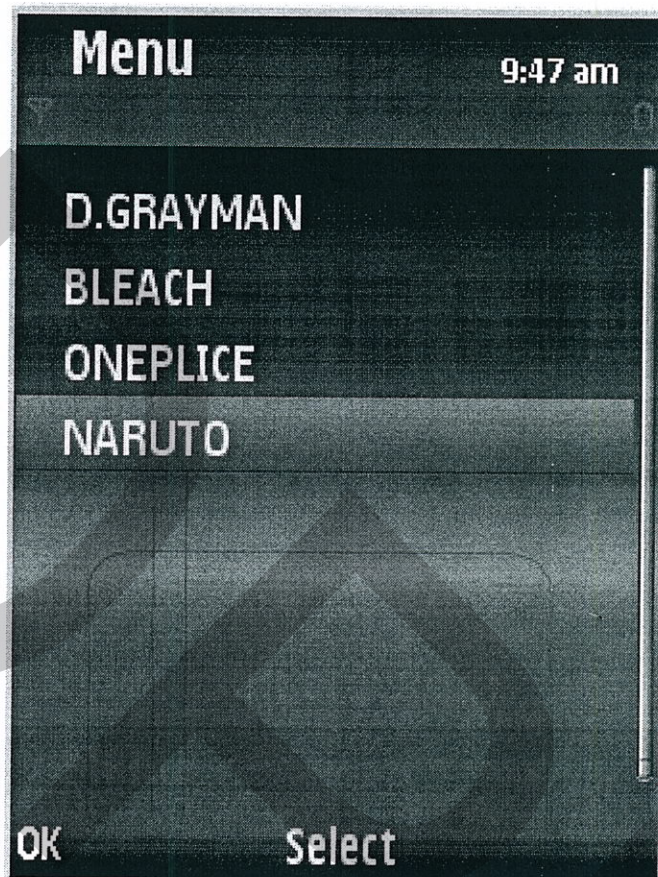 Menu
9:47 am
D.GRAYMAN
BLEACH
ONEPLICE
NARUTO
OK
Select